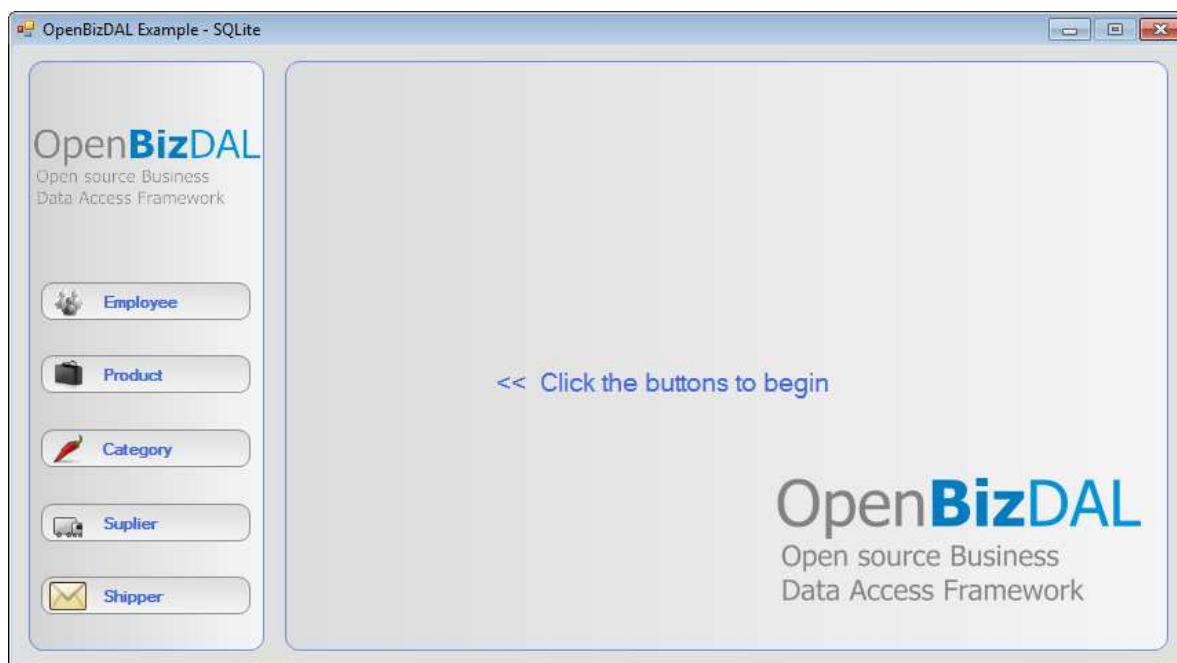 OpenBizDAL Example - SQLite
OpenBizDAL
Open source Business
Data Access Framework
Employee
Product
Category
Suplier
Shipper
<< Click the buttons to begin
OpenBizDAL
Open source Business
Data Access Framework